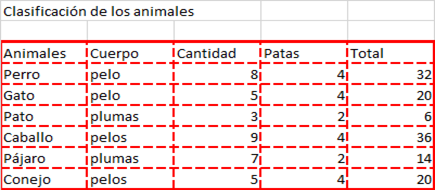 Clasificación de los animales
Animales Cuerpo Cantidad Patas Total
Perro pelo 8 4 32
Gato pelo 5 4 20
Pato plumas 3 2 6
Caballo pelos 9 4 36
Pájaro plumas 7 2 14
Conejo pelos 5 4 20